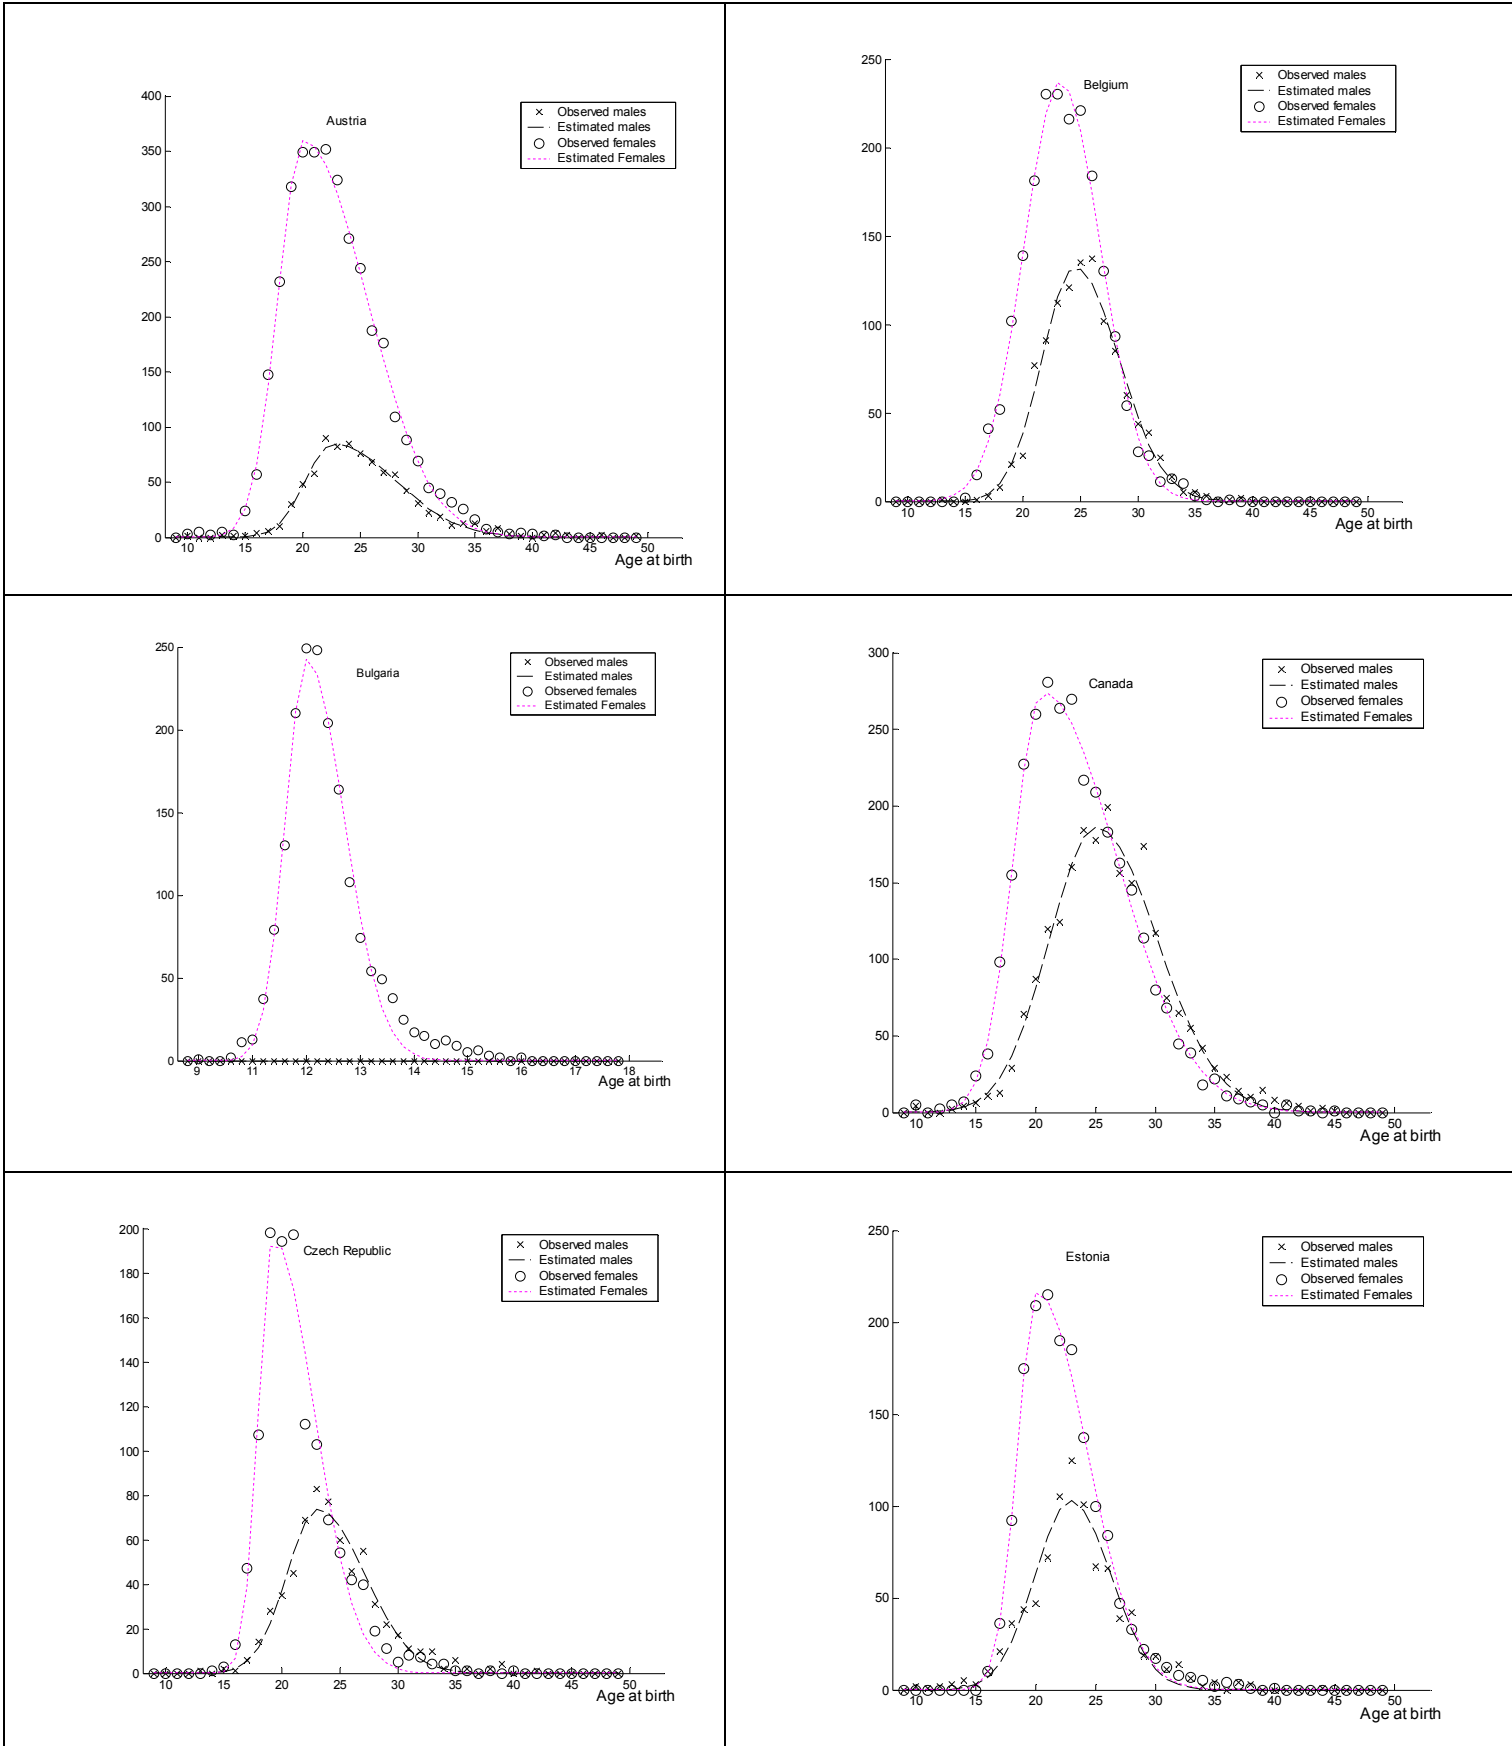 Austria
Observed males
Estimated males
Observed females
Estimated Females
400
350
300
250
200
150
100
50
0
10 15 20 25 30 35 40 45 50
Age at birth
Belgium
Observed males
Estimated males
Observed females
Estimated Females
250
200
150
100
50
0
10 15 20 25 30 35 40 45 50
Age at birth
Bulgaria
Observed males
Estimated males
Observed females
Estimated Females
250
200
150
100
50
0
9 11 12 13 14 15 16 17 18
Age at birth
Canada
Observed males
Estimated males
Observed females
Estimated Females
300
250
200
150
100
50
0
10 15 20 25 30 35 40 45 50
Age at birth
Czech Republic
Observed males
Estimated males
Observed females
Estimated Females
200
180
160
140
120
100
80
60
40
20
0
10 15 20 25 30 35 40 45 50
Age at birth
Estonia
Observed males
Estimated males
Observed females
Estimated Females
250
200
150
100
50
0
10 15 20 25 30 35 40 45 50
Age at birth